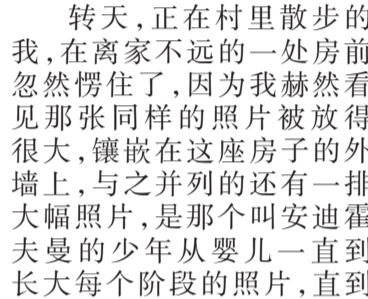 转天，正在村里散步的
我，在离家不远的一处房前
忽然愣住了，因为我赫然看
见那张同样的照片被放得
很大，镶嵌在这座房子的外
墙上，与之并列的还有一排
大幅照片，是那个叫安迪霍
夫曼的少年从婴儿一直到
长大每个阶段的照片，直到